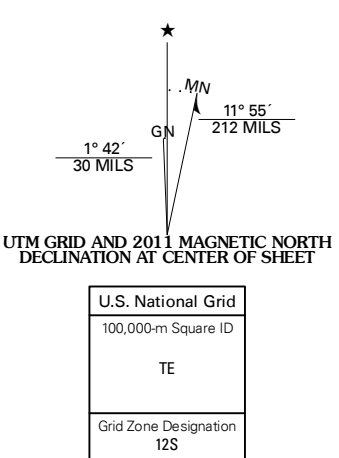 ★
MN
11° 55´
212 MILS
GN
1° 42´
30 MILS
UTM GRID AND 2011 MAGNETIC NORTH
DECLINATION AT CENTER OF SHEET
U.S. National Grid
100,000-m Square ID
TE
Grid Zone Designation
12S